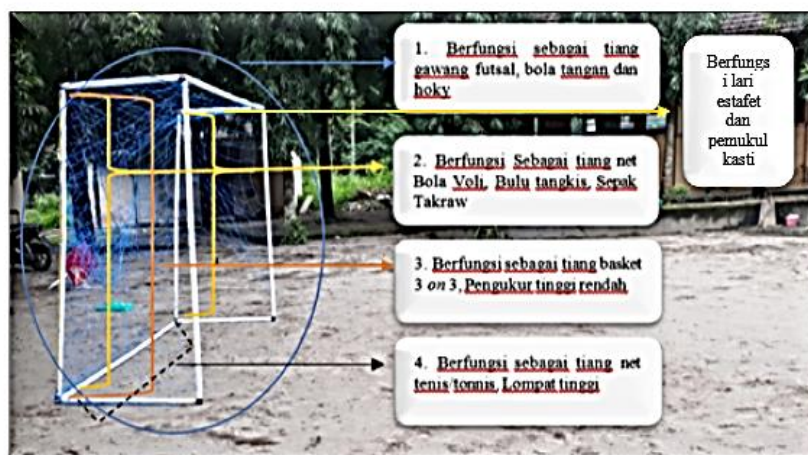 1. Berfungsi sebagai tiang
gawang futsal, bola tangan dan
hoky
Berfungs
i lari
estafet
dan
pemukul
kasti
2. Berfungsi Sebagai tiang net
Bola Voli, Bulu tangkis, Sepak
Takraw
3. Berfungsi sebagai tiang basket
3 on 3, Pengukur tinggi rendah
4. Berfungsi sebagai tiang net
tenis/tonnis, Lompat tinggi